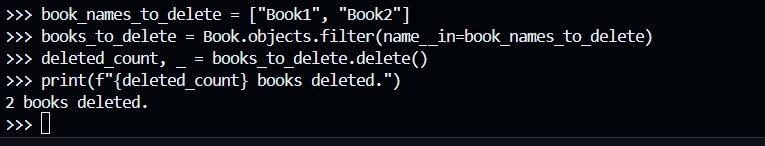 >>> book_names_to_delete = ["Book1", "Book2"]
>>> books_to_delete = Book.objects.filter(name__in=book_names_to_delete)
>>> deleted_count, _ = books_to_delete.delete()
>>> print(f"{deleted_count} books deleted.")
2 books deleted.
>>>